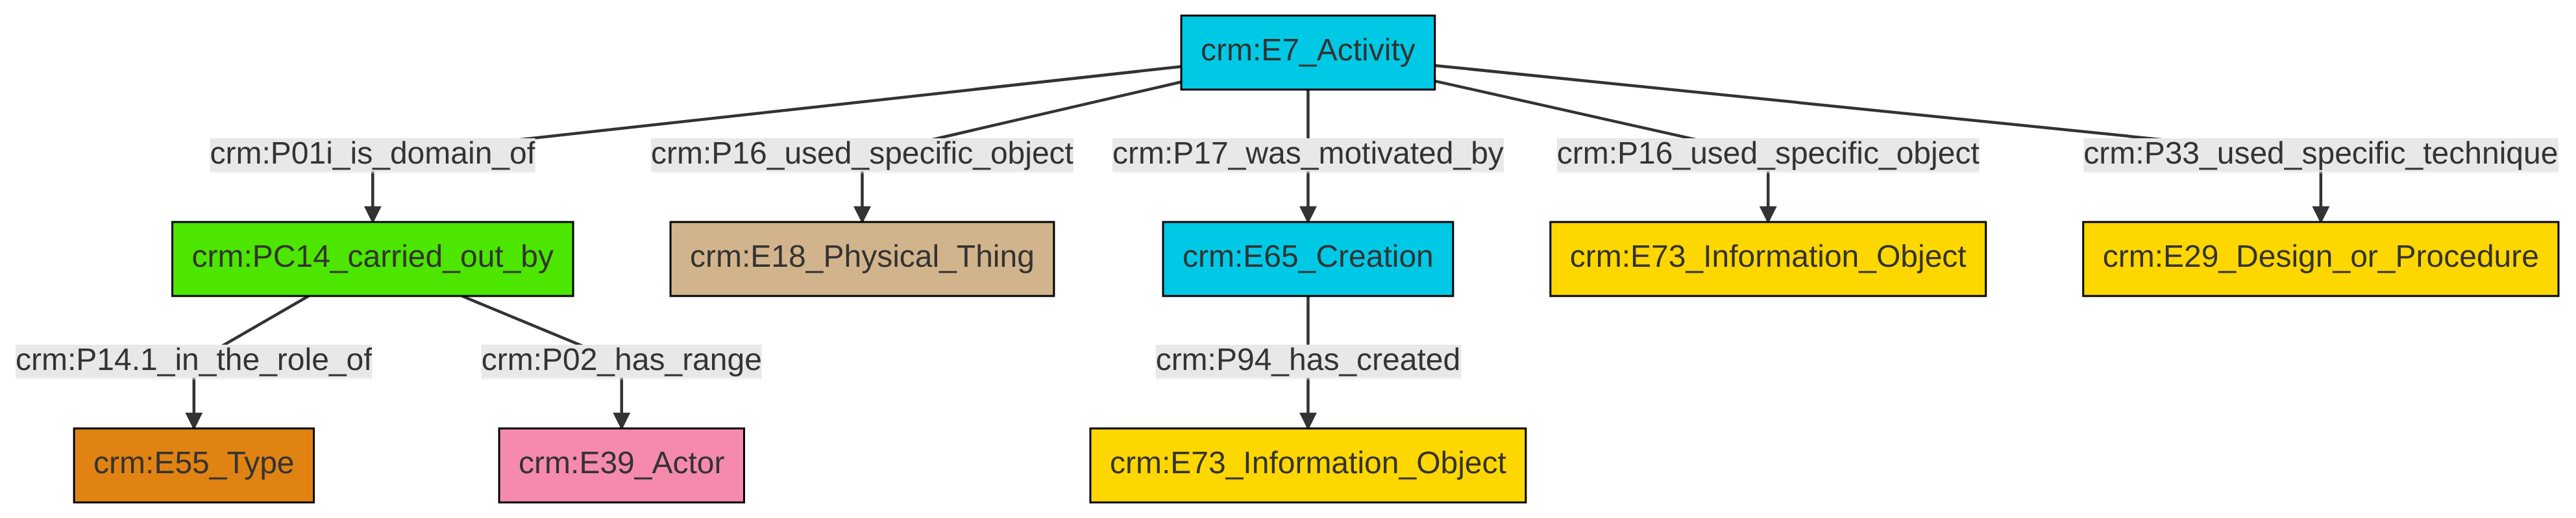 crm:E7_Activity
crm:P01i_is_domain_of
crm:P16_used_specific_object
crm:P17_was_motivated_by
crm:P16_used_specific_object
crm:P33_used_specific_technique
crm:PC14_carried_out_by
crm:E18_Physical_Thing
crm:E65_Creation
crm:E73_Information_Object
crm:E29_Design_or_Procedure
crm:P14.1_in_the_role_of
crm:P02_has_range
crm:P94_has_created
crm:E55_Type
crm:E39_Actor
crm:E73_Information_Object